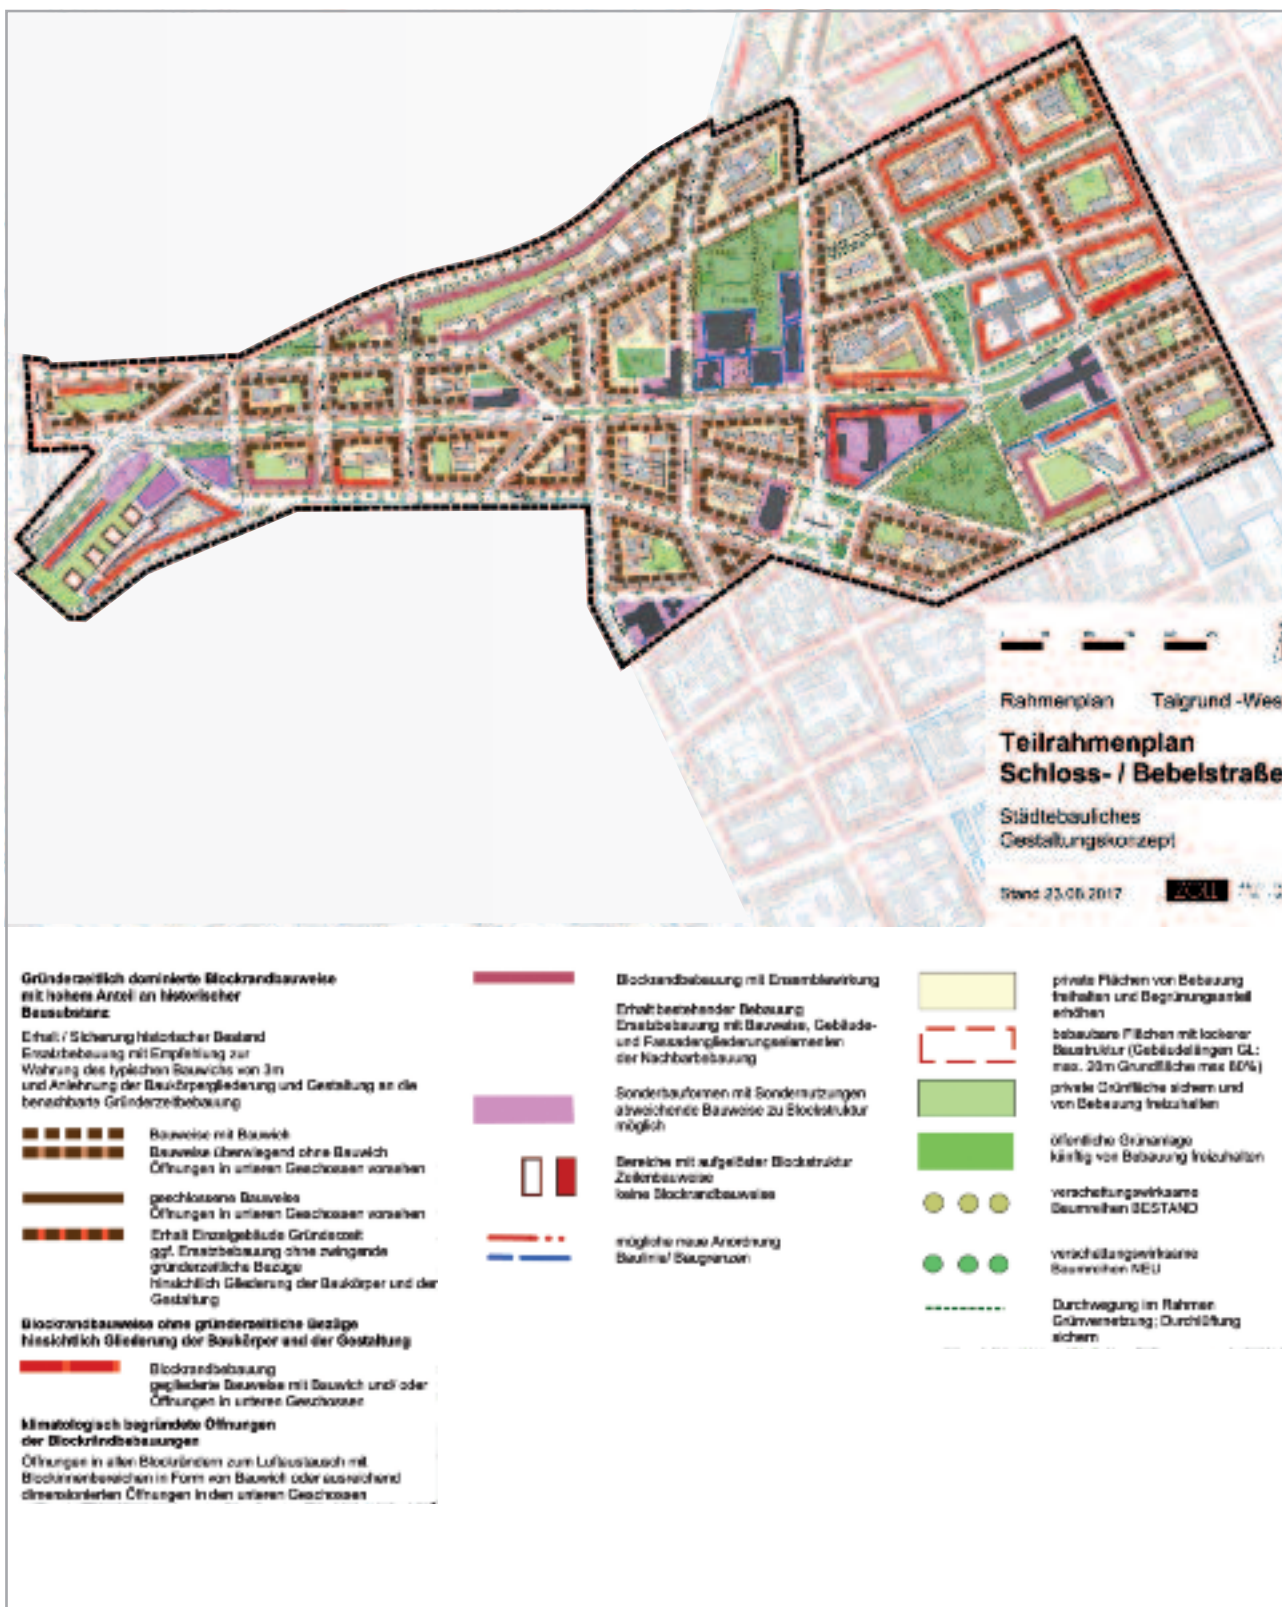 Rahmenplan Talgrund -Wes
Teilrahmenplan
Schloss- / Bebelstraße
Städtebauliches
Gestaltungskonzept
Stand 23.06.2017
Gründerzeitlich dominierte Blockrandbauweise
mit hohem Anteil an historischer
Bausubstanz
Erhalt / Sicherung historischer Bestand
Ersatzbebauung mit Empfehlung zur
Wahrung des typischen Bauwichs von 3m
und Anlehnung der Baukörpergliederung und Gestaltung an die
benachbarte Gründerzeitbebauung
Bauweise mit Bauwich
Bauweise überwiegend ohne Bauwich
Öffnungen in unteren Geschossen vorsehen
geschlossene Bauweise
Öffnungen in unteren Geschossen vorsehen
Erhalt Einzelgebäude Gründerzeit
ggf. Ersatzbebauung ohne zwingende
gründerzeitliche Bezüge
hinsichtlich Gliederung der Baukörper und der
Gestaltung
Blockrandbauweise ohne gründerzeitliche Bezüge
hinsichtlich Gliederung der Baukörper und der Gestaltung
Blockrandbebauung
gegliederte Bauweise mit Bauwich und/ oder
Öffnungen in unteren Geschossen
klimatologisch begründete Öffnungen
der Blockrandbebauungen
Öffnungen in allen Blockrändern zum Luftaustausch mit
Blockinnenbereichen in Form von Bauwich oder ausreichend
dimensionierten Öffnungen in den unteren Geschossen
Blockrandbebauung mit Ensemblewirkung
Erhalt bestehender Bebauung
Ersatzbebauung mit Bauweise, Gebäude-
und Fassadengliederungselementen
der Nachbarbebauung
Sonderbauformen mit Sondernutzungen
abweichende Bauweise zu Blockstruktur
möglich
Bereiche mit aufgelöster Blockstruktur
Zeilenbauweise
keine Blockrandbauweise
mögliche neue Anordnung
Baulinie/ Baugrenzen
private Flächen von Bebauung
freihalten und Begrünungsanteil
erhöhen
bebaubare Flächen mit lockerer
Baustruktur (Gebäudelängen GL:
max. 20m Grundfläche max 60%)
private Grünfläche sichern und
von Bebauung freizuhalten
öffentliche Grünanlage
künftig von Bebauung freizuhalten
verschattungswirksame
Baumreihen BESTAND
verschattungswirksame
Baumreihen NEU
Durchwegung im Rahmen
Grünvernetzung; Durchlüftung
sichern